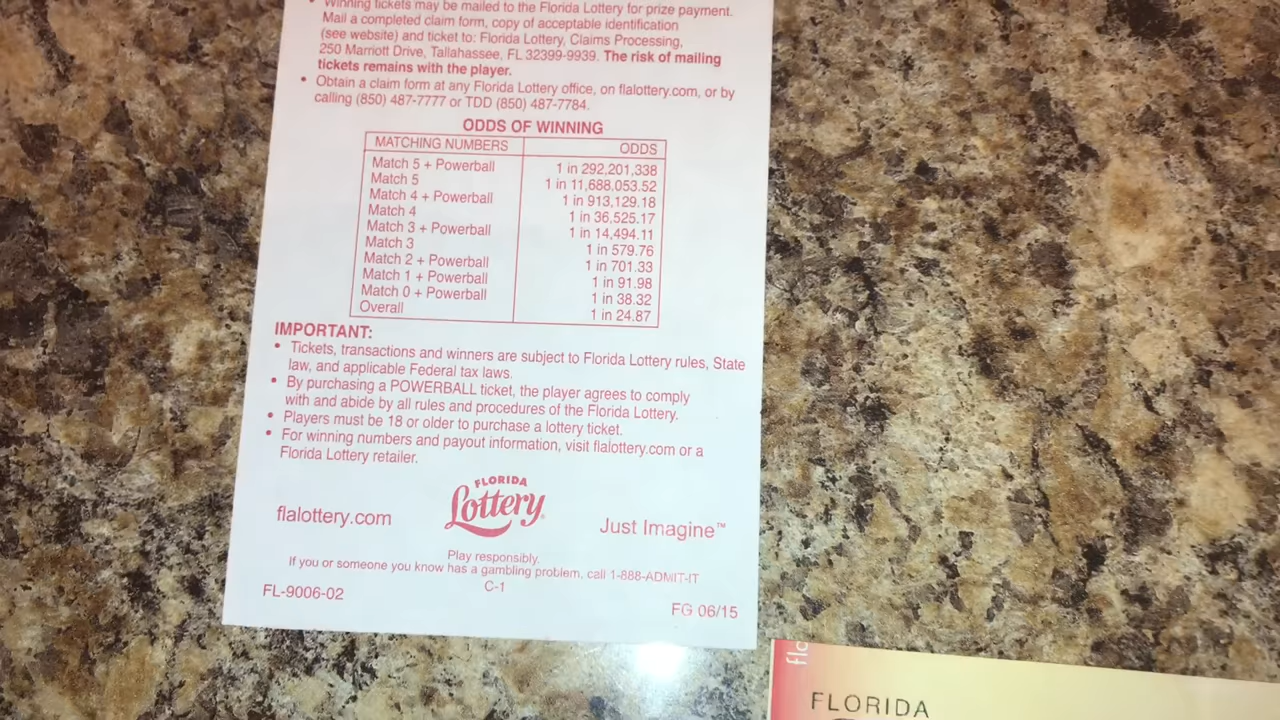 • Winning tickets may be mailed to the Florida Lottery for prize payment.
Mail a completed claim form, copy of acceptable identification
(see website) and ticket to: Florida Lottery, Claims Processing,
250 Marriott Drive, Tallahassee, FL 32399-9939. The risk of mailing
tickets remains with the player.
• Obtain a claim form at any Florida Lottery office, on flalottery.com, or by
calling (850) 487-7777 or TDD (850) 487-7784.
ODDS OF WINNING
MATCHING NUMBERS ODDS
Match 5 + Powerball 1 in 292,201,338
Match 5 1 in 11,688,053.52
Match 4 + Powerball 1 in 913,129.18
Match 4 1 in 36,525.17
Match 3 + Powerball 1 in 14,494.11
Match 3 1 in 579.76
Match 2 + Powerball 1 in 701.33
Match 1 + Powerball 1 in 91.98
Match 0 + Powerball 1 in 38.32
Overall 1 in 24.87
IMPORTANT:
• Tickets, transactions and winners are subject to Florida Lottery rules, State
law, and applicable Federal tax laws.
• By purchasing a POWERBALL ticket, the player agrees to comply
with and abide by all rules and procedures of the Florida Lottery.
• Players must be 18 or older to purchase a lottery ticket.
• For winning numbers and payout information, visit flalottery.com or a
Florida Lottery retailer.
flalottery.com
FLORIDA
Lottery®
Just Imagine™
Play responsibly.
If you or someone you know has a gambling problem, call 1-888-ADMIT-IT
C-1
FL-9006-02
FG 06/15
flo
FLORIDA